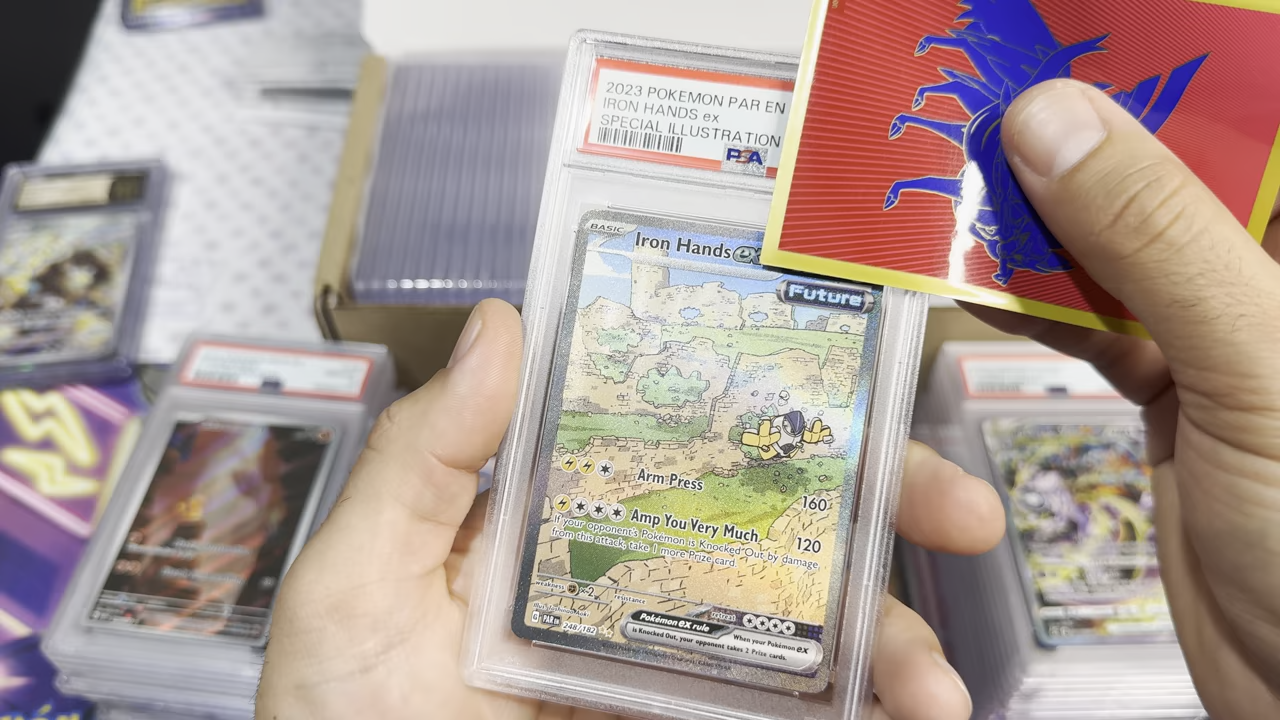 2023 POKEMON PAR EN
IRON HANDS ex
SPECIAL ILLUSTRATION
PSA
BASIC
Iron Hands ex
Future
Arm Press
160
Amp You Very Much
120
If your opponent's Pokémon is Knocked Out by damage
from this attack, take 1 more Prize card.
weakness
×2
resistance
retreat
PAR EN
248/182
Pokémon ex rule
When your Pokémon ex
is Knocked Out, your opponent takes 2 Prize cards.